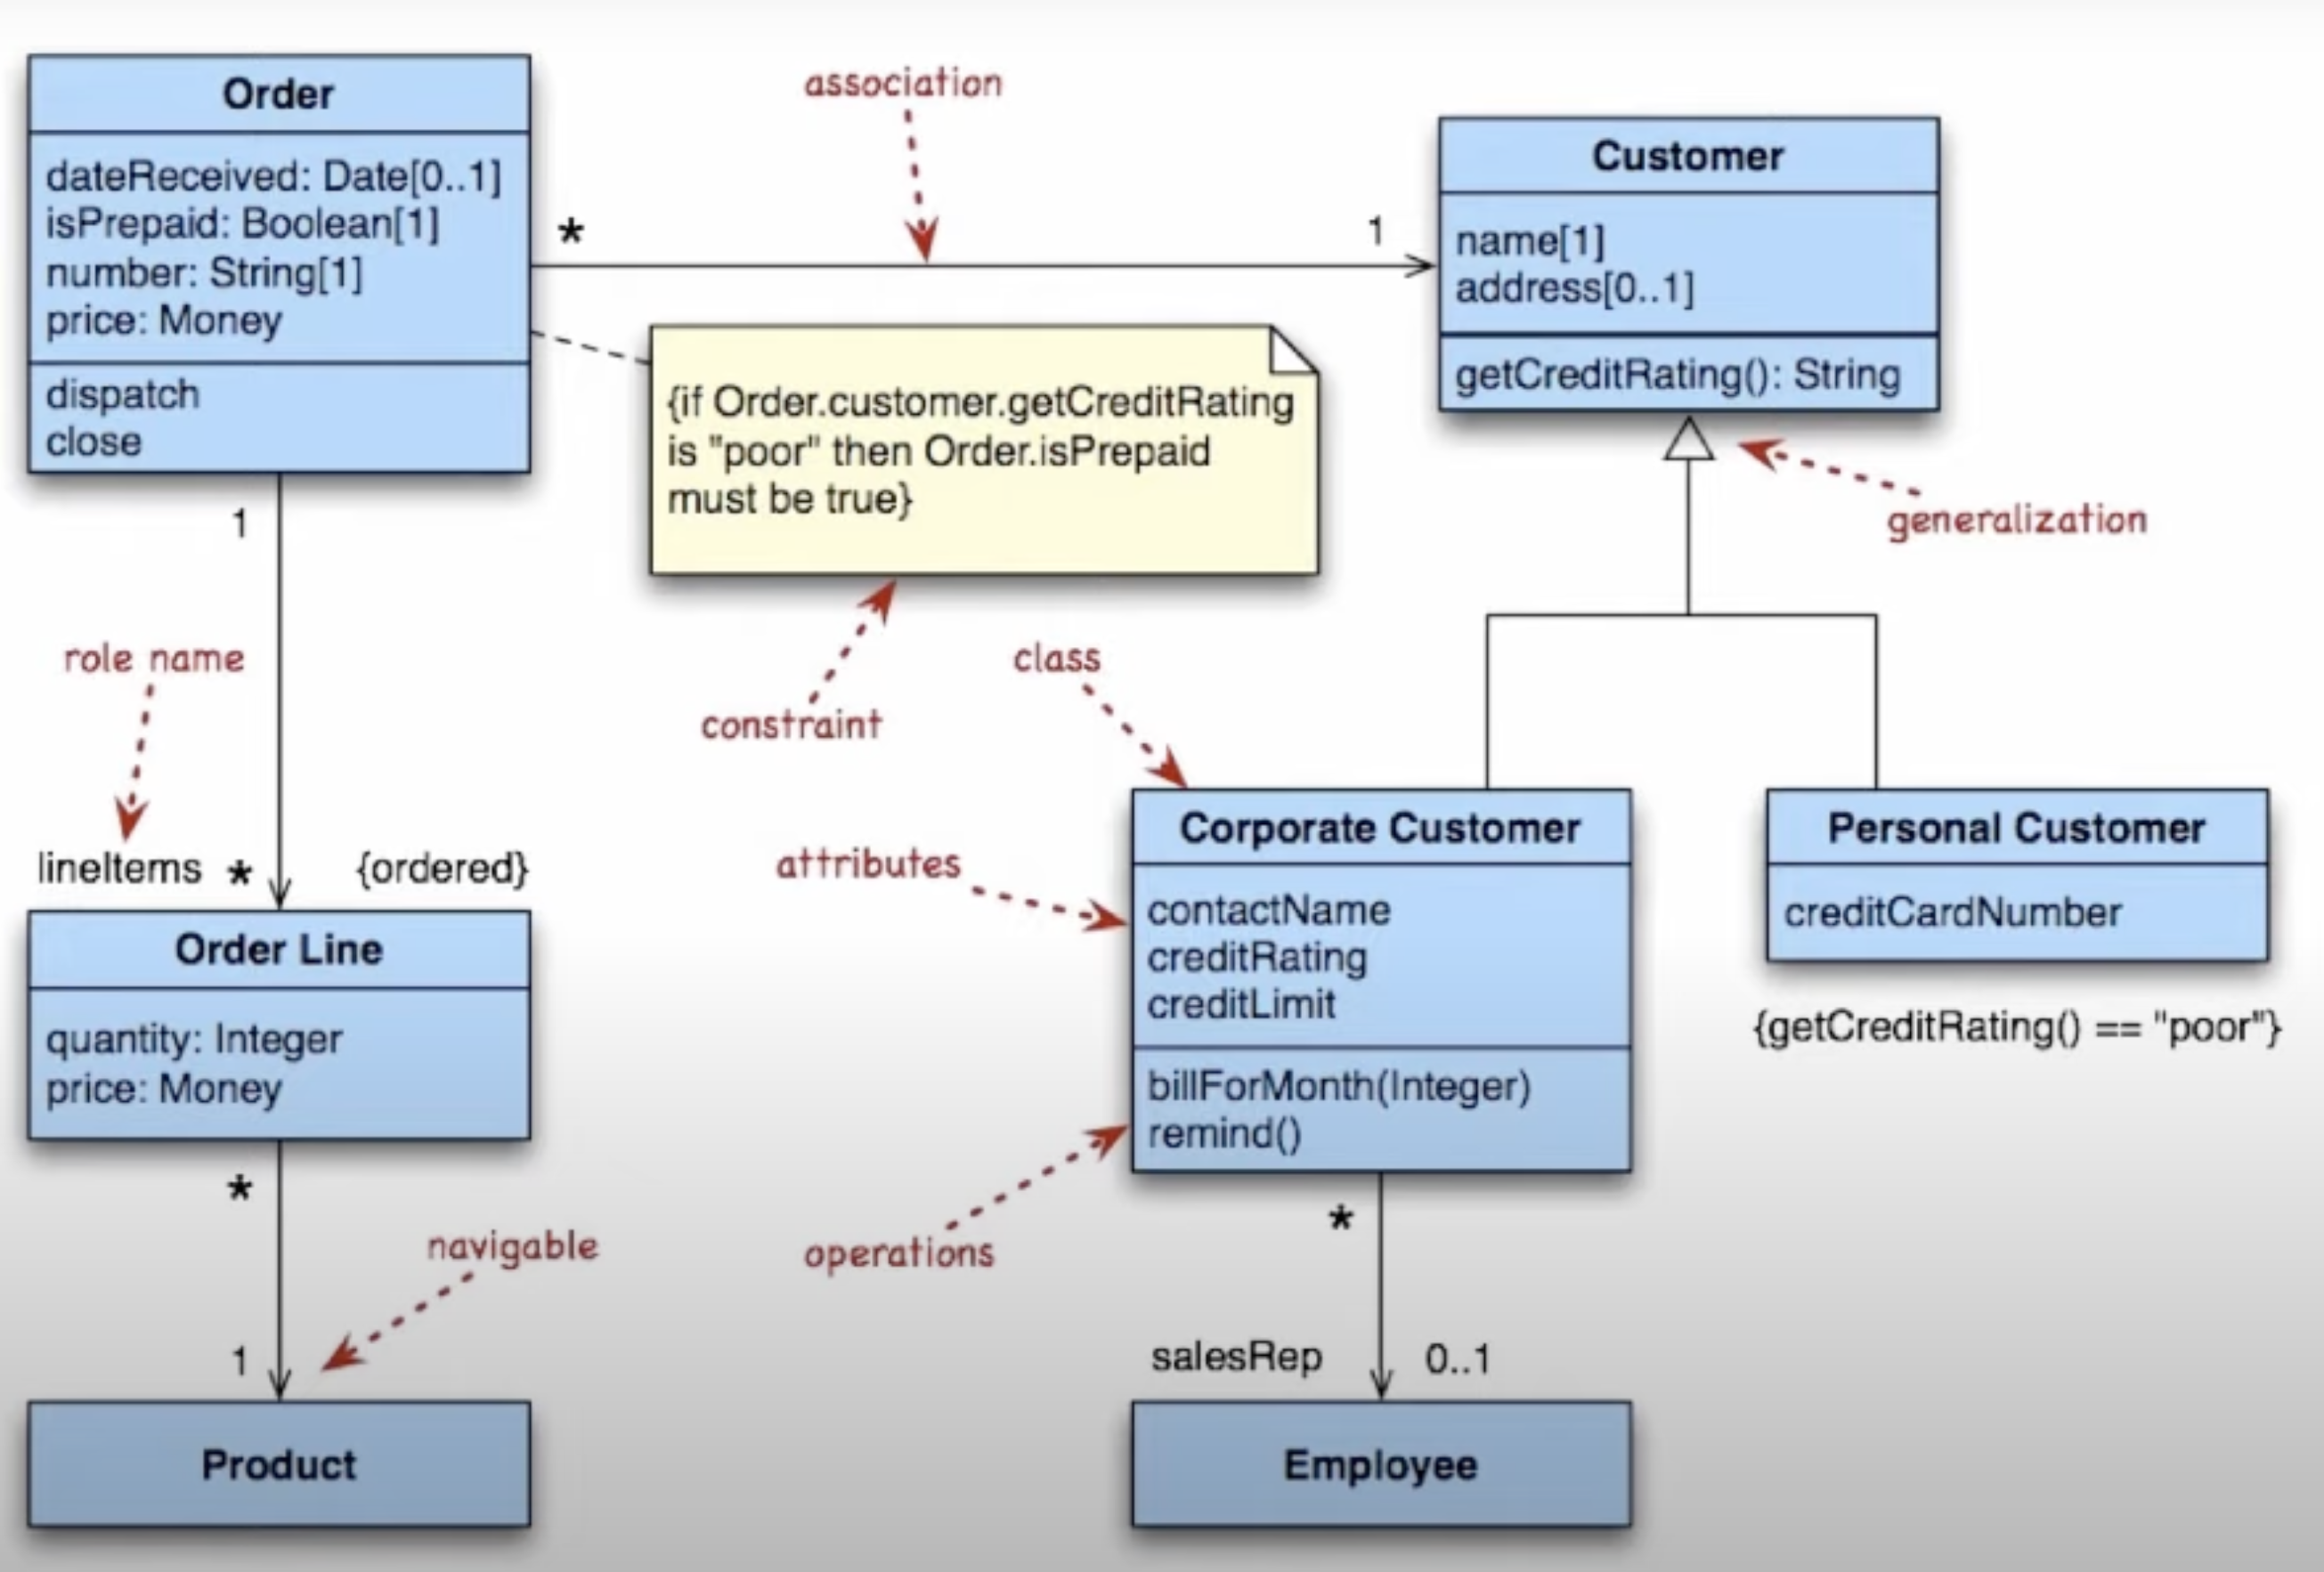 Order
dateReceived: Date[0..1]
isPrepaid: Boolean[1]
number: String[1]
price: Money
dispatch
close
association
*
1
Customer
name[1]
address[0..1]
getCreditRating(): String
{if Order.customer.getCreditRating
is "poor" then Order.isPrepaid
must be true}
generalization
1
role name
constraint
class
lineItems
*
{ordered}
Order Line
quantity: Integer
price: Money
attributes
Corporate Customer
contactName
creditRating
creditLimit
billForMonth(Integer)
remind()
Personal Customer
creditCardNumber
{getCreditRating() == "poor"}
*
navigable
operations
*
1
salesRep
0..1
Product
Employee